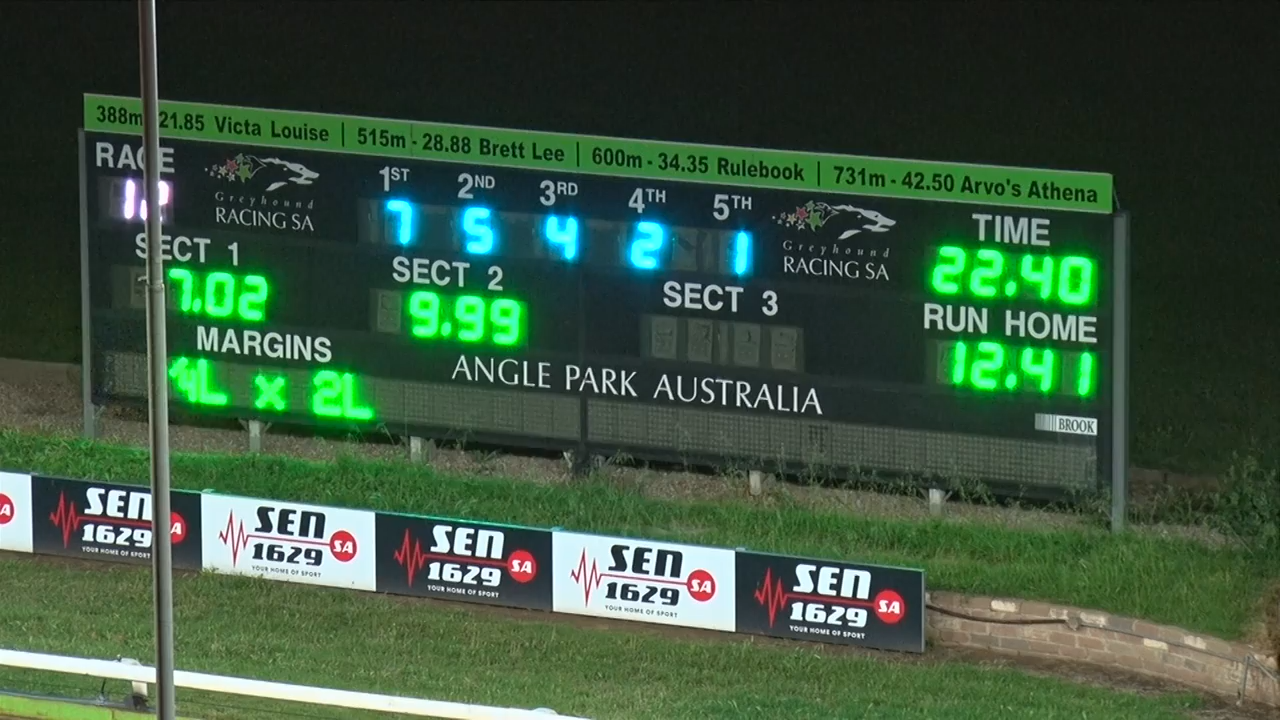 388m 21.85 Victa Louise | 515m - 28.88 Brett Lee | 600m - 34.35 Rulebook | 731m - 42.50 Arvo's Athena
RACE
Greyhound
RACING SA
1ST 2ND 3RD 4TH 5TH
7 5 4 2 1
Greyhound
RACING SA
TIME
22.40
SECT 1
7.02
SECT 2
9.99
SECT 3
RUN HOME
12.41
MARGINS
4L x 2L
ANGLE PARK AUSTRALIA
BROOK
A
SEN
1629
A
YOUR HOME OF SPORT
SEN
1629
SA
YOUR HOME OF SPORT
SEN
1629
SA
YOUR HOME OF SPORT
SEN
1629
SA
YOUR HOME OF SPORT
SEN
1629
SA
YOUR HOME OF SPORT